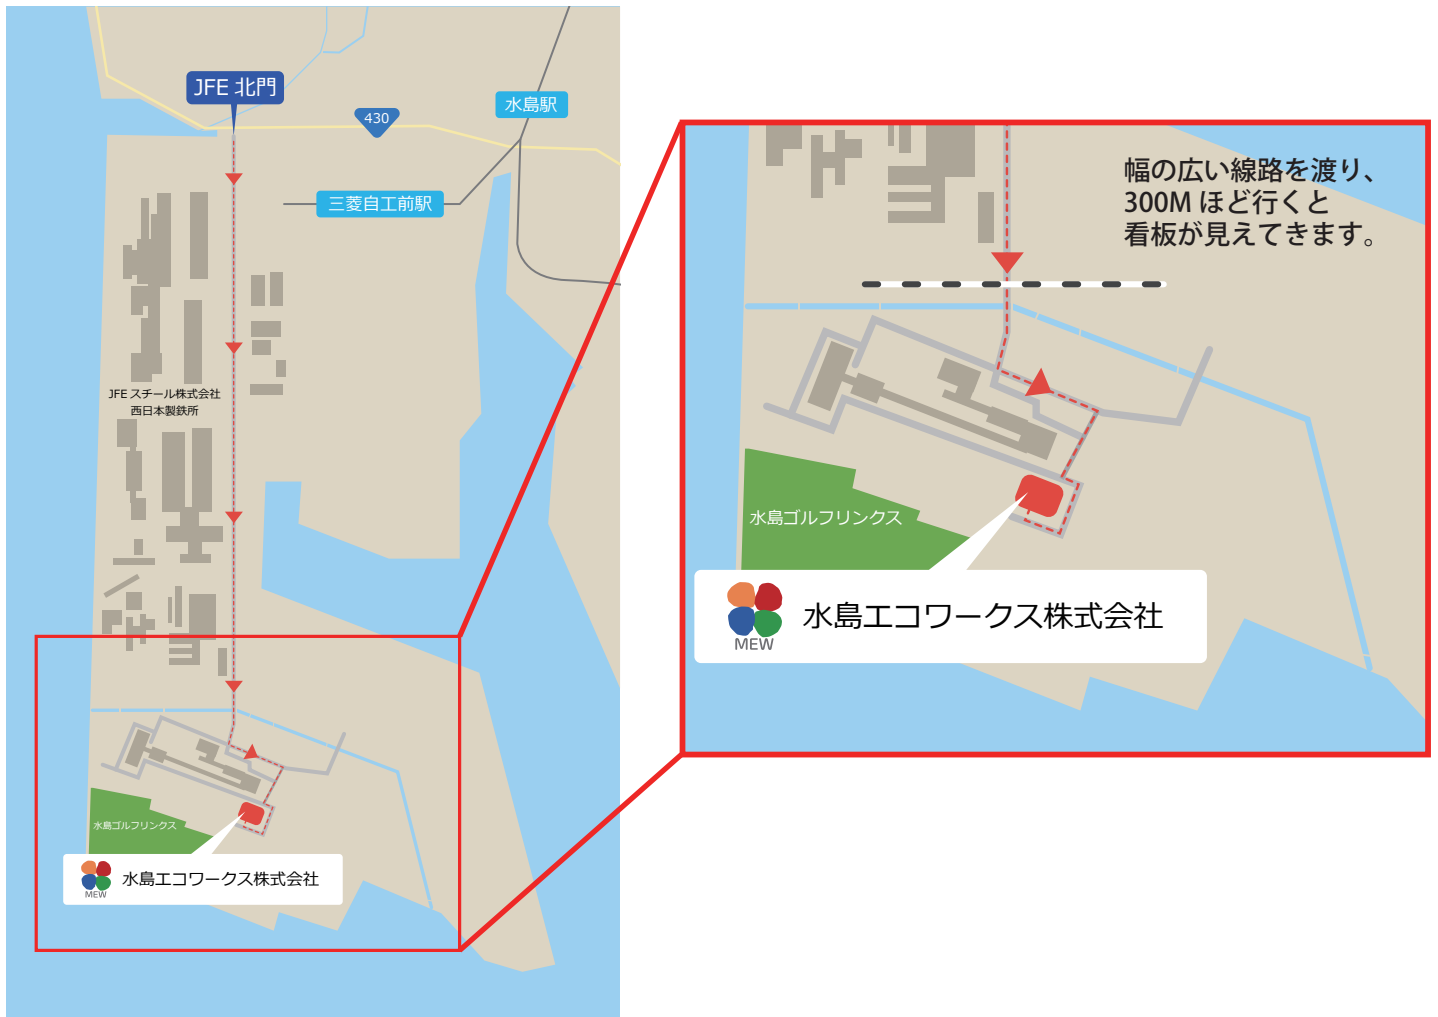 JFE 北門
430
水島駅
三菱自工前駅
JFE スチール株式会社
西日本製鉄所
水島ゴルフリンクス
MEW
水島エコワークス株式会社
幅の広い線路を渡り、
300M ほど行くと
看板が見えてきます。
水島ゴルフリンクス
MEW
水島エコワークス株式会社